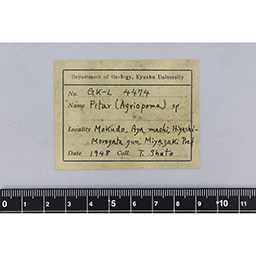 Department of Geology, Kyushu University
No. GK-L 4474
Name Pitar (Agriopoma) sp
Locality Mokudo, Aya machi, Higashi-
Morogata gun, Miyazaki Pref.
Date 1948 Coll. T. Shuto
0 1 2 3 4 5 6 7 8 9 10